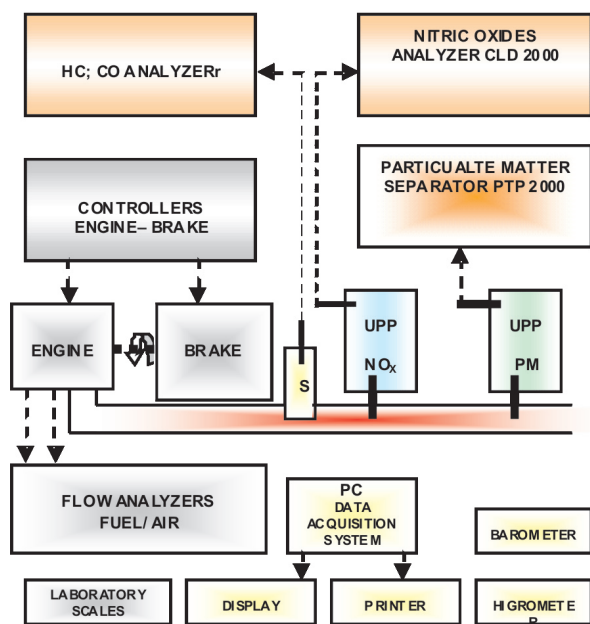 HC; CO ANALYZERr
NITRIC OXIDES
ANALYZER CLD 2000
CONTROLLERS
ENGINE– BRAKE
PARTICUALTE MATTER
SEPARATOR PTP 2000
ENGINE
BRAKE
S
UPP
NOX
UPP
PM
FLOW ANALYZERS
FUEL/ AIR
PC
DATA
ACQUISITION
SYSTEM
BAROMETER
LABORATORY
SCALES
DISPLAY
PRINTER
HIGROMETE
R